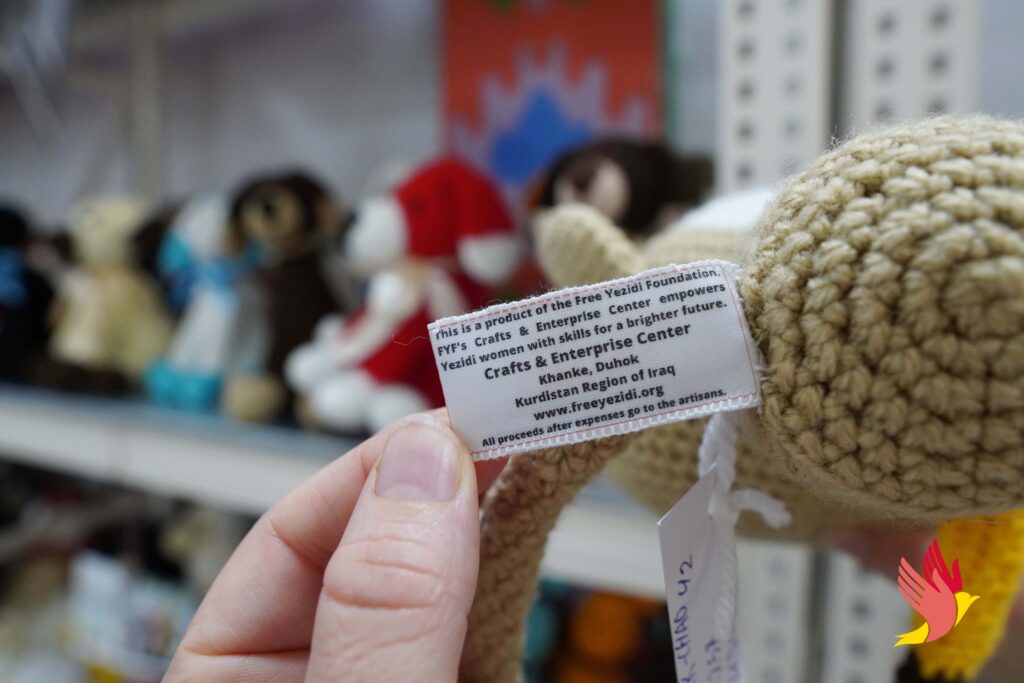 This is a product of the Free Yezidi Foundation.
FYF's Crafts & Enterprise Center empowers
Yezidi women with skills for a brighter future.
Crafts & Enterprise Center
Khanke, Duhok
Kurdistan Region of Iraq
www.freeyezidi.org
All proceeds after expenses go to the artisans.
CHAO 42